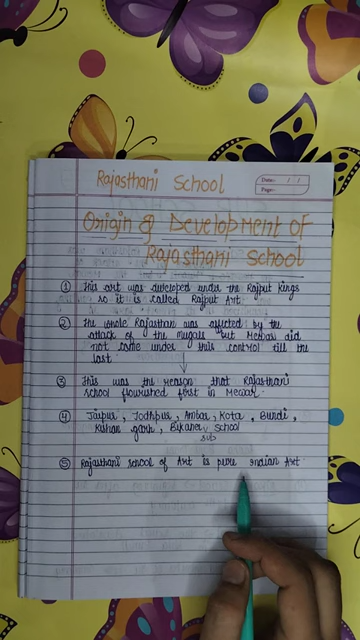 Rajasthani School
Date: / /
Page:
Origin & Development of
Rajasthani School
① This art was developed under the Rajput kings
so it is called Rajput Art
② The whole Rajasthan was affected by the
attack of the mugals but Mewar did
not come under this control till the
last.
③ This was the reason that Rajasthani
school flourished first in Mewar.
④ Jaipur, Jodhpur, Amber, Kota, Bundi,
Kishan garh, Bikaner school
sub
⑤ Rajasthani school of Art is pure Indian Art